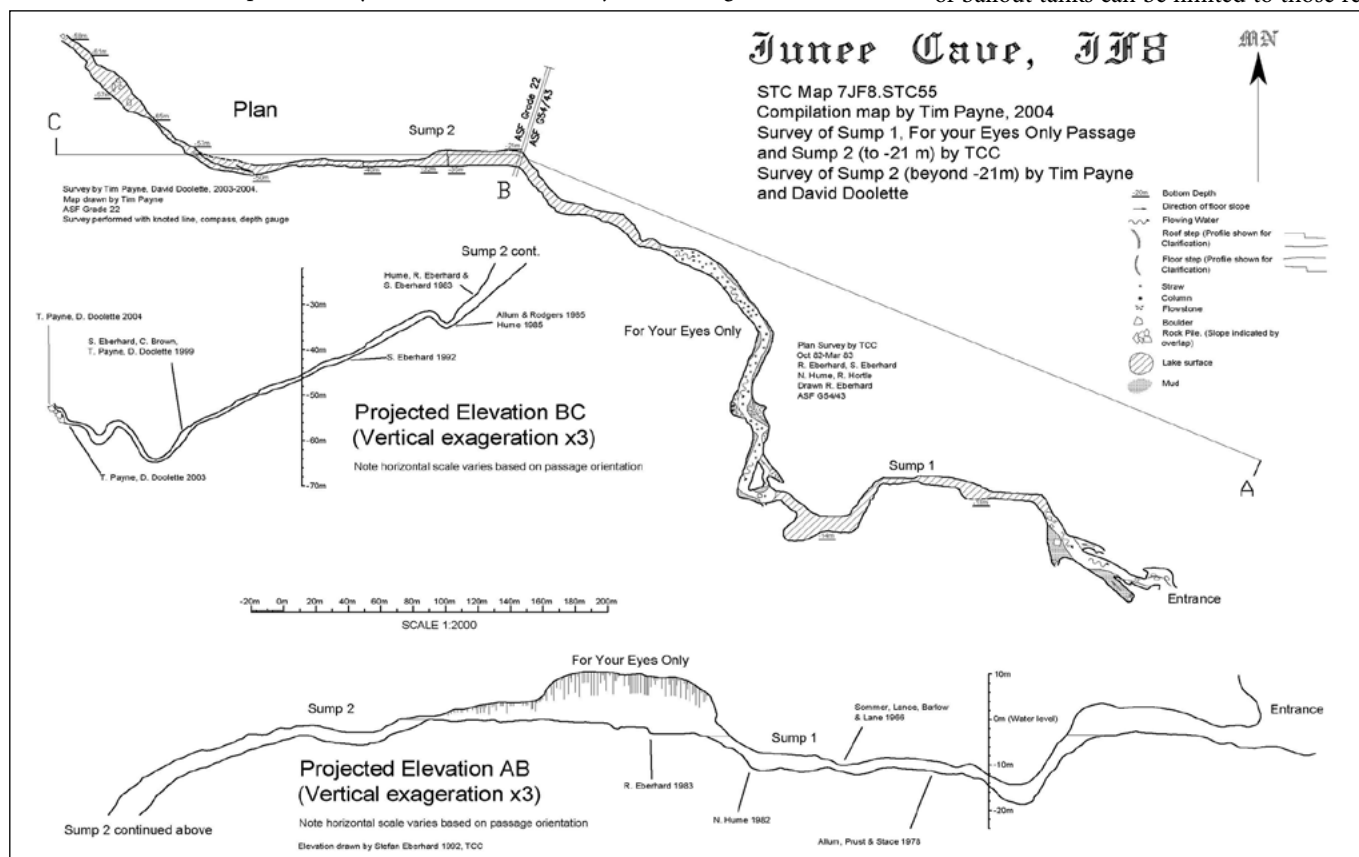 Junee Cave, JF8
MN
STC Map 7JF8.STC55
Compilation map by Tim Payne, 2004
Survey of Sump 1, For your Eyes Only Passage
and Sump 2 (to -21 m) by TCC
Survey of Sump 2 (beyond -21m) by Tim Payne
and David Doolette
Plan
C
Sump 2
ASF Grade 22
ASF G54/43
B
Survey by Tim Payne, David Doolette, 2003-2004.
Map drawn by Tim Payne
ASF Grade 22
Survey performed with knoted line, compass, depth gauge
-20m Bottom Depth
Direction of floor slope
Flowing Water
Roof step (Profile shown for
Clarification)
Floor step (Profile shown for
Clarification)
Straw
Column
Flowstone
Boulder
Rock Pile. (Slope indicated by
overlap)
Lake surface
Mud
Sump 2 cont.
Hume, R. Eberhard &
S. Eberhard 1983
-30m
T. Payne, D. Doolette 2004
Allum & Rodgers 1985
Hume 1985
S. Eberhard, C. Brown,
T. Payne, D. Doolette 1999
-40m
S. Eberhard 1992
-50m
-60m
-70m
T. Payne, D. Doolette 2003
Projected Elevation BC
(Vertical exageration x3)
Note horizontal scale varies based on passage orientation
For Your Eyes Only
Plan Survey by TCC
Oct 82-Mar 83
R. Eberhard, S. Eberhard
N. Hume, R. Hortle
Drawn R. Eberhard
ASF G54/43
Sump 1
A
-14m
Entrance
-20m 0m 20m 40m 60m 80m 100m 120m 140m 160m 180m 200m
SCALE 1:2000
For Your Eyes Only
Sump 2
Sump 1
Sommer, Lence, Barlow
& Lane 1966
10m
0m (Water level)
-10m
-20m
Entrance
Projected Elevation AB
(Vertical exageration x3)
R. Eberhard 1983
N. Hume 1982
Allum, Prust & Stace 1978
Note horizontal scale varies based on passage orientation
Sump 2 continued above
Elevation drawn by Stefan Eberhard 1992, TCC